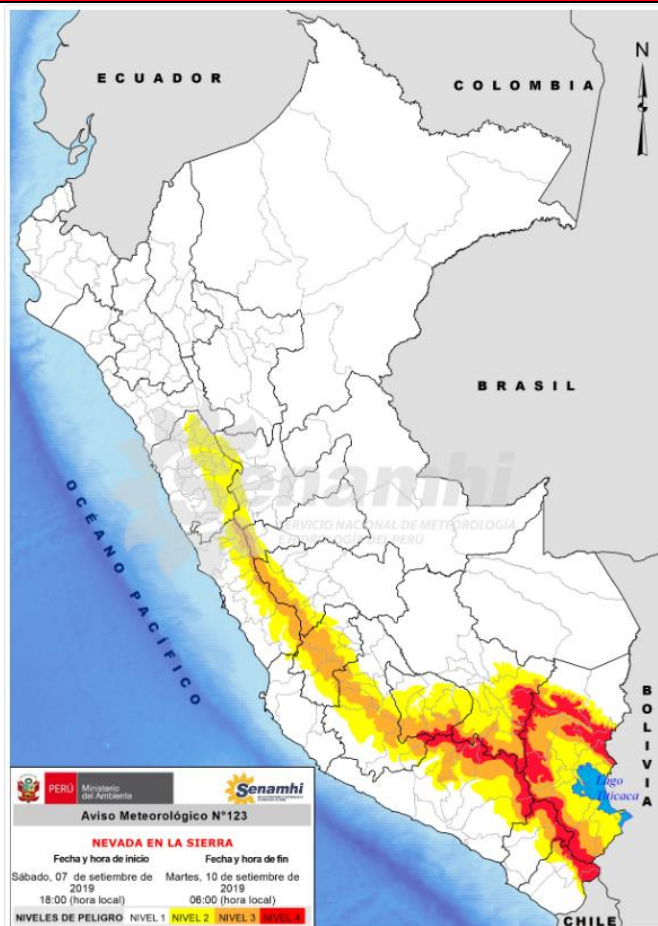 ECUADOR
COLOMBIA
N
BRASIL
OCÉANO PACÍFICO
Senamhi
SERVICIO NACIONAL DE METEOROLOGÍA
E HIDROLOGÍA DEL PERÚ
BOLIVIA
Lago
Titicaca
PERÚ
Ministerio
del Ambiente
Senamhi
Aviso Meteorológico N°123
NEVADA EN LA SIERRA
Fecha y hora de inicio
Sábado, 07 de setiembre de
2019
18:00 (hora local)
Fecha y hora de fin
Martes, 10 de setiembre de
2019
06:00 (hora local)
NIVELES DE PELIGRO NIVEL 1 NIVEL 2 NIVEL 3 NIVEL 4
CHILE